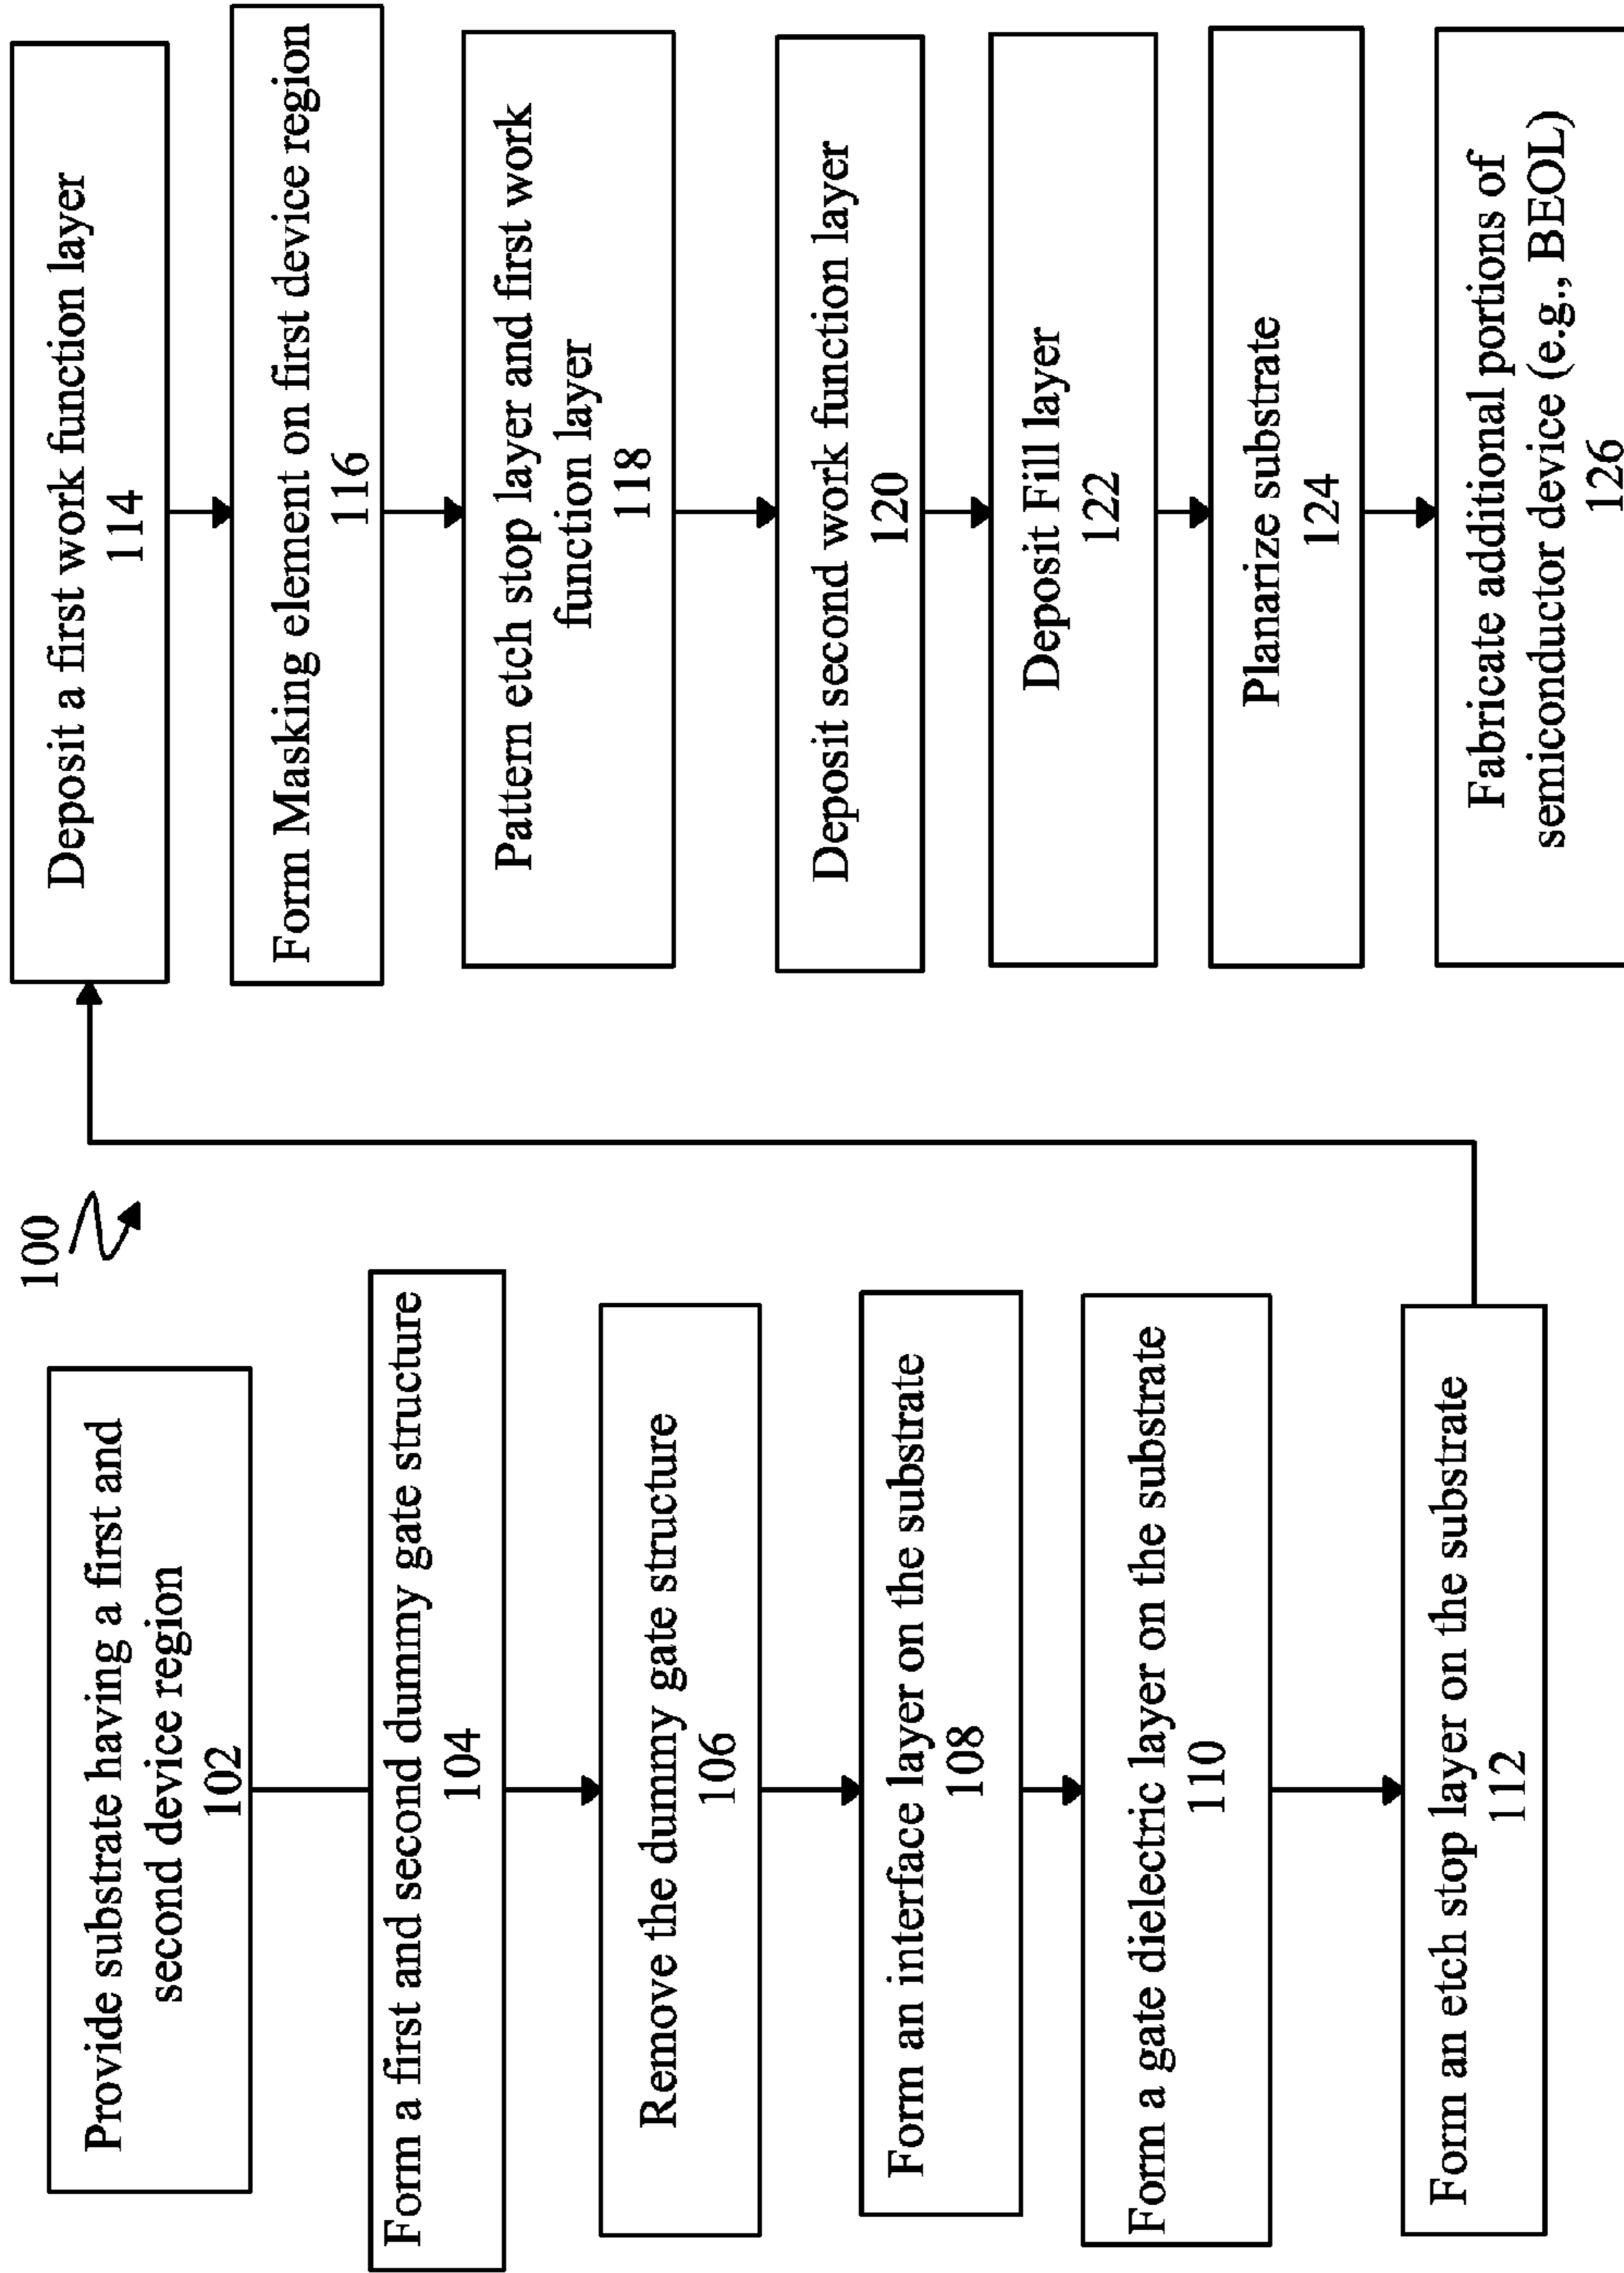 100
Provide substrate having a first and
second device region
102
Form a first and second dummy gate structure
104
Remove the dummy gate structure
106
Form an interface layer on the substrate
108
Form a gate dielectric layer on the substrate
110
Form an etch stop layer on the substrate
112
Deposit a first work function layer
114
Form Masking element on first device region
116
Pattern etch stop layer and first work
function layer
118
Deposit second work function layer
120
Deposit Fill layer
122
Planarize substrate
124
Fabricate additional portions of
semiconductor device (e.g., BEOL)
126